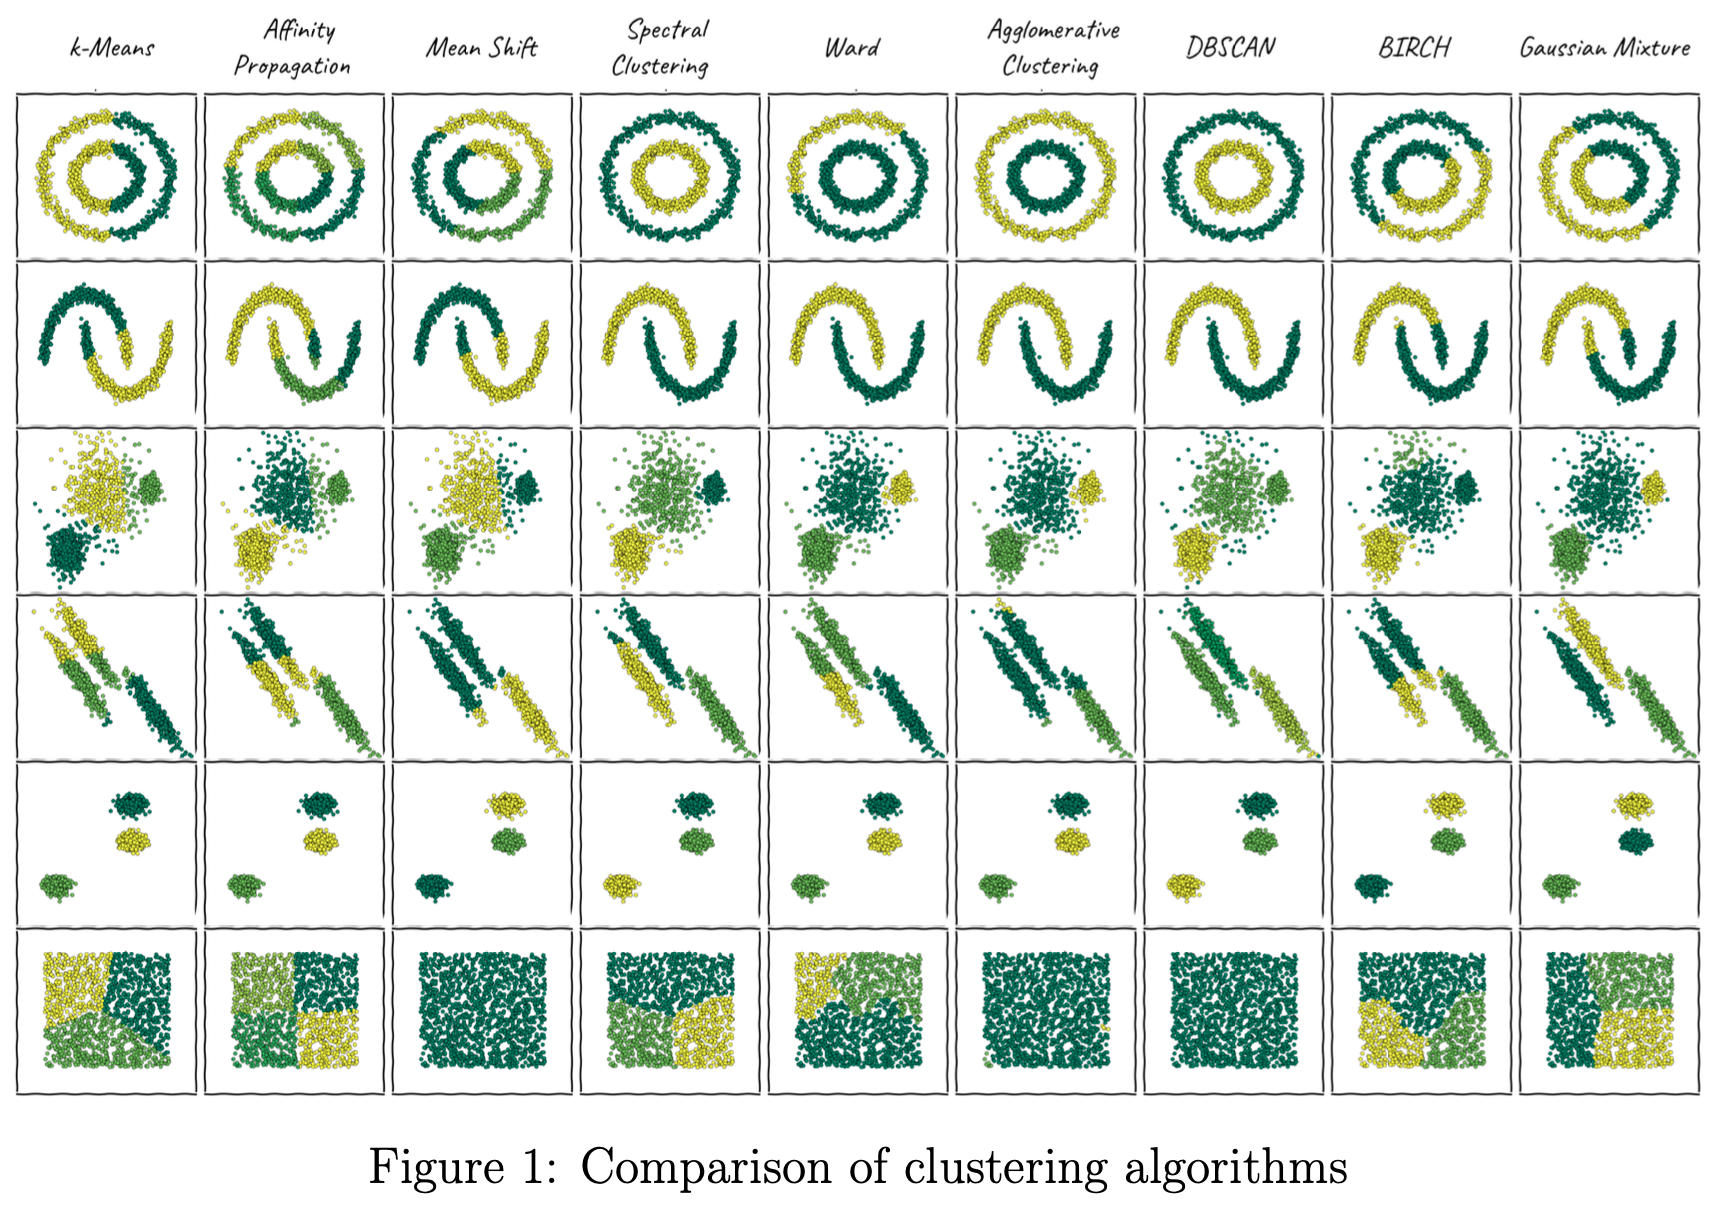 k-Means
Affinity
Propagation
Mean Shift
Spectral
Clustering
Ward
Agglomerative
Clustering
DBSCAN
BIRCH
Gaussian Mixture
Figure 1: Comparison of clustering algorithms